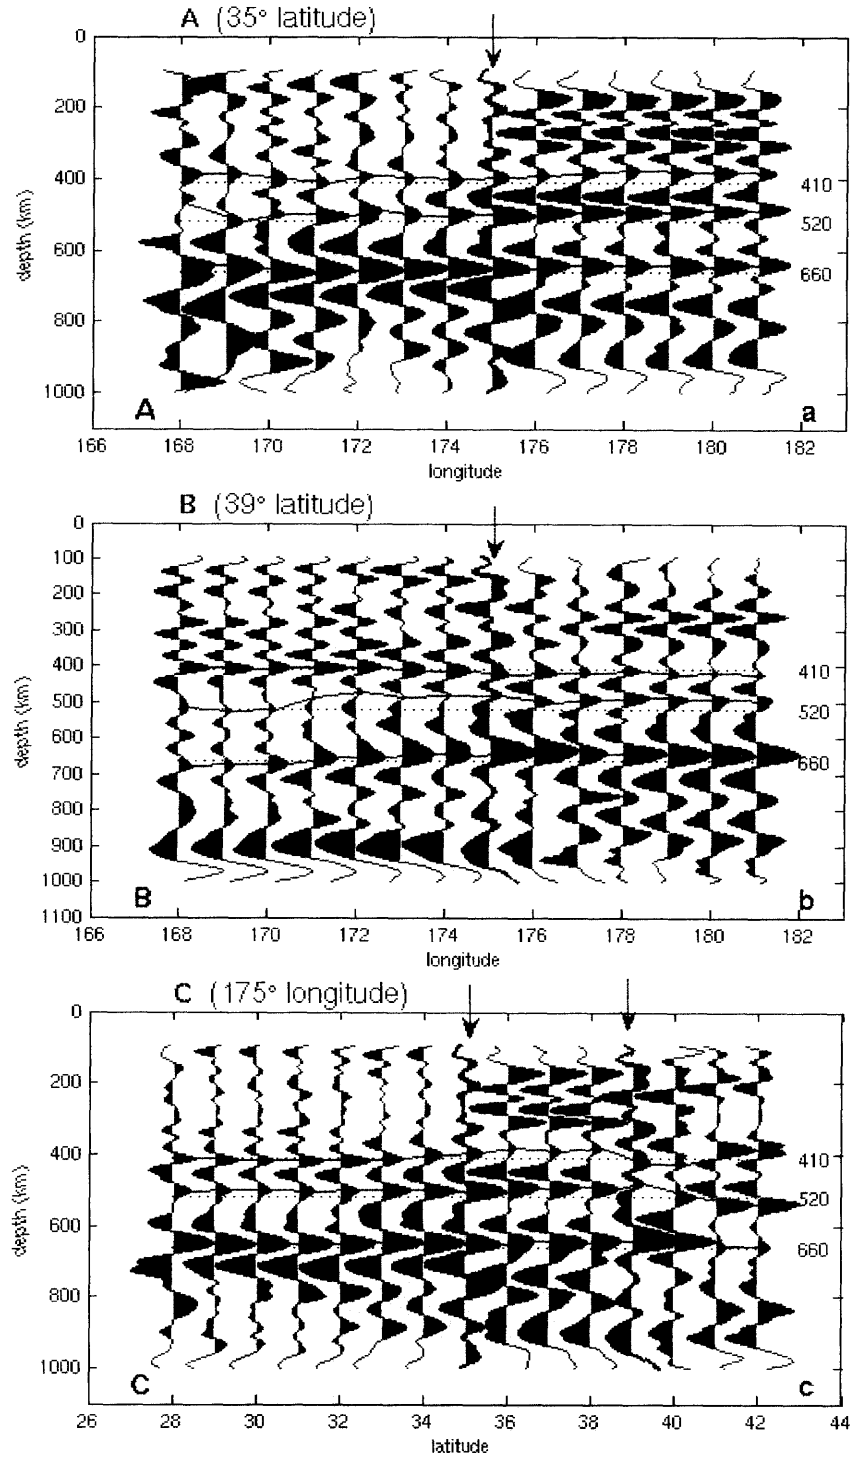 A (35° latitude)
0
200
400
600
800
1000
depth (km)
410
520
660
A
a
166 168 170 172 174 176 178 180 182
longitude
B (39° latitude)
0
100
200
300
400
500
600
700
800
900
1000
1100
depth (km)
410
520
660
B
b
166 168 170 172 174 176 178 180 182
longitude
C (175° longitude)
0
200
400
600
800
1000
depth (km)
410
520
660
C
c
26 28 30 32 34 36 38 40 42 44
latitude